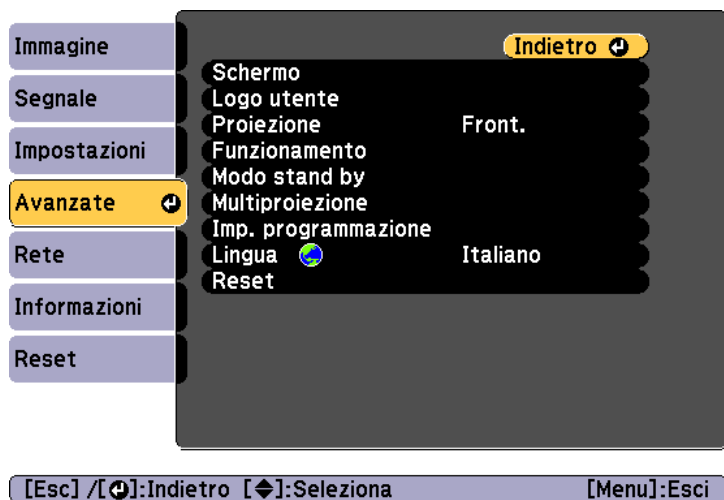 Immagine
Segnale
Impostazioni
Avanzate
Rete
Informazioni
Reset
Indietro
Schermo
Logo utente
Proiezione Front.
Funzionamento
Modo stand by
Multiproiezione
Imp. programmazione
Lingua Italiano
Reset
[Esc] /[⏎]:Indietro [◆]:Seleziona [Menu]:Esci